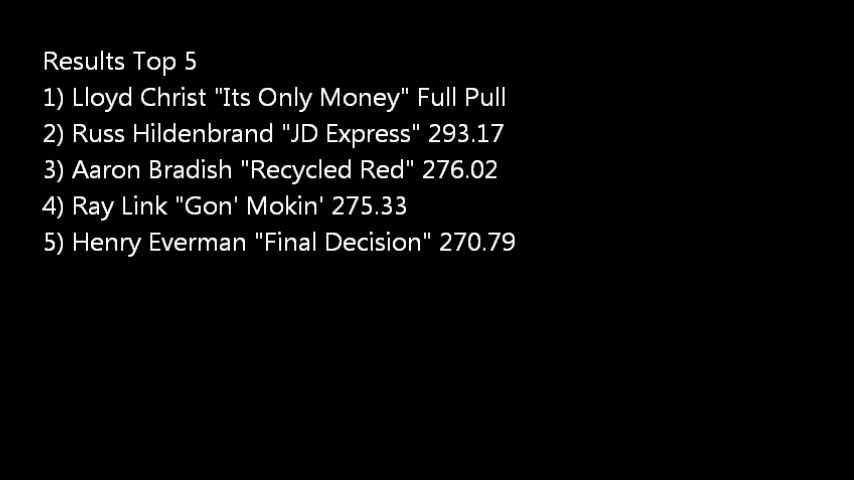 Results Top 5
1) Lloyd Christ "Its Only Money" Full Pull
2) Russ Hildenbrand "JD Express" 293.17
3) Aaron Bradish "Recycled Red" 276.02
4) Ray Link "Gon' Mokin' 275.33
5) Henry Everman "Final Decision" 270.79